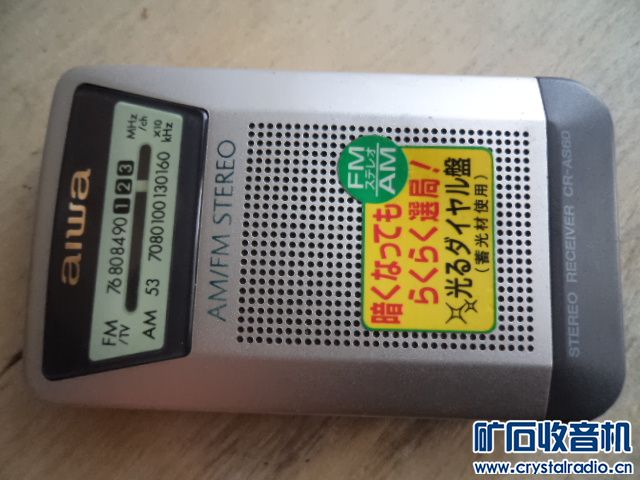 aiwa
FM 76 80 84 90 1 2 3 MHz/ch
/TV
AM 53 70 80 100 130 160 x10 kHz
AM/FM STEREO
FM
ステレオ
AM
暗くなっても
らくらく選局!
光るダイヤル盤
(蓄光材使用)
STEREO RECEIVER CR-AS60
矿石收音机
www.crystalradio.cn